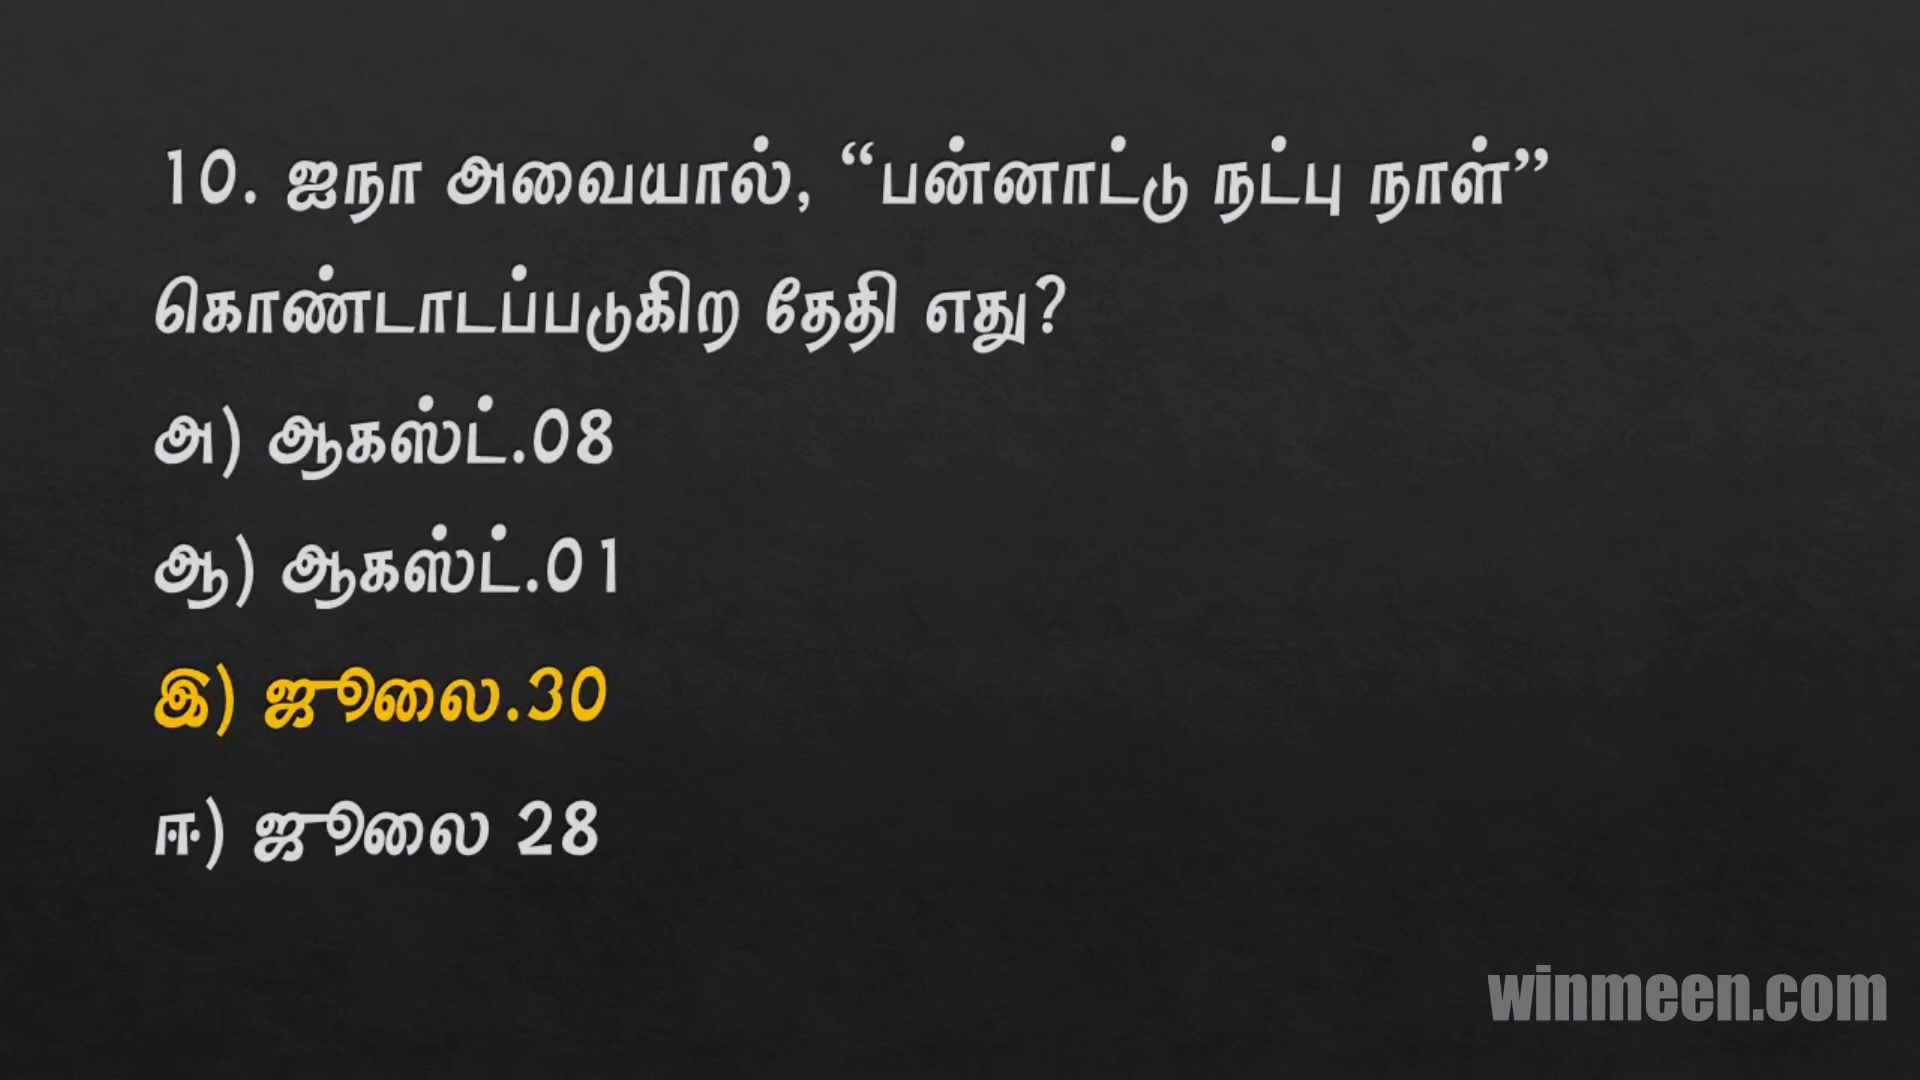 10. ஐநா அவையால், “பன்னாட்டு நட்பு நாள்”
கொண்டாடப்படுகிற தேதி எது?
அ) ஆகஸ்ட்.08
ஆ) ஆகஸ்ட்.01
இ) ஜூலை.30
ஈ) ஜூலை 28
winmeen.com